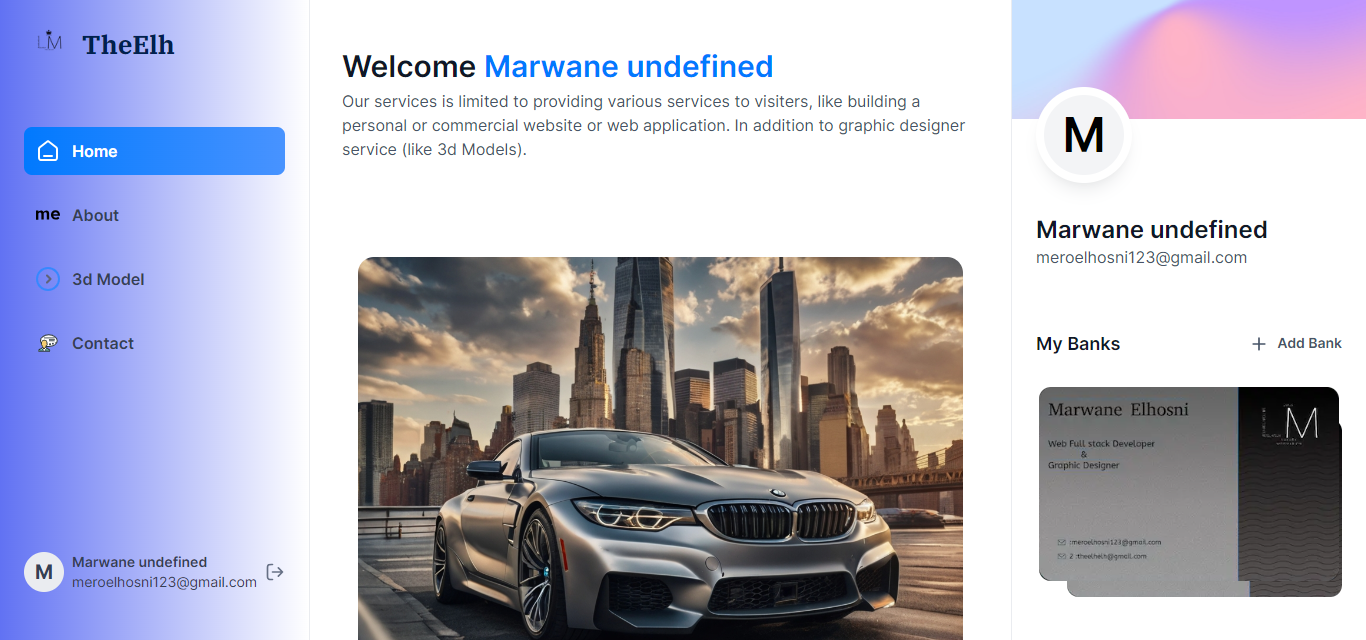 LM
TheElh
Home
me
About
3d Model
Contact
M
Marwane undefined
meroelhosni123@gmail.com
Welcome Marwane undefined
Our services is limited to providing various services to visiters, like building a
personal or commercial website or web application. In addition to graphic designer
service (like 3d Models).
M
Marwane undefined
meroelhosni123@gmail.com
My Banks
Add Bank
Marwane Elhosni
Web Full stack Developer
&
Graphic Designer
:meroelhosni123@gmail.com
2 :theelhelh@gmail.com
LM